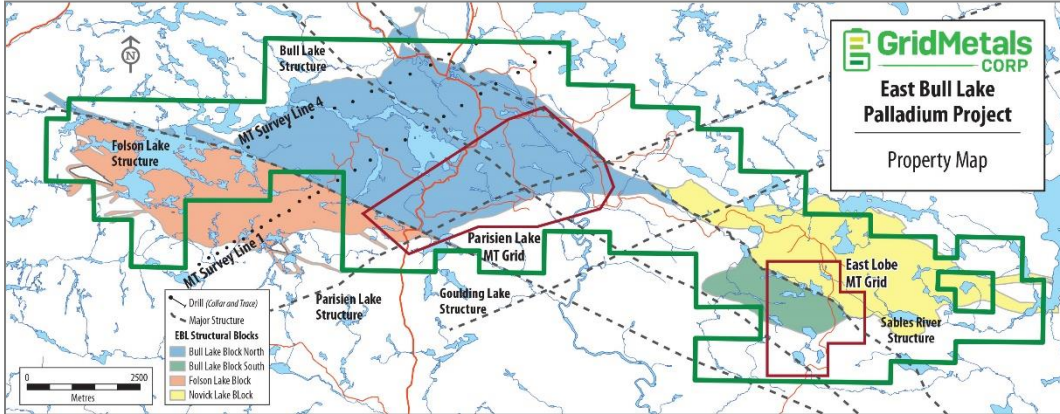 GridMetals
CORP
East Bull Lake
Palladium Project
Property Map
N
Bull Lake
Structure
MT Survey Line 4
Folson Lake
Structure
MT Survey Line 1
Parisien Lake
MT Grid
East Lobe
MT Grid
Parisien Lake
Structure
Goulding Lake
Structure
Sables River
Structure
Drill (Collar and Trace)
Major Structure
EBL Structural Blocks
Bull Lake Block North
Bull Lake Block South
Folson Lake Block
Novick Lake BLock
0 2500
Metres